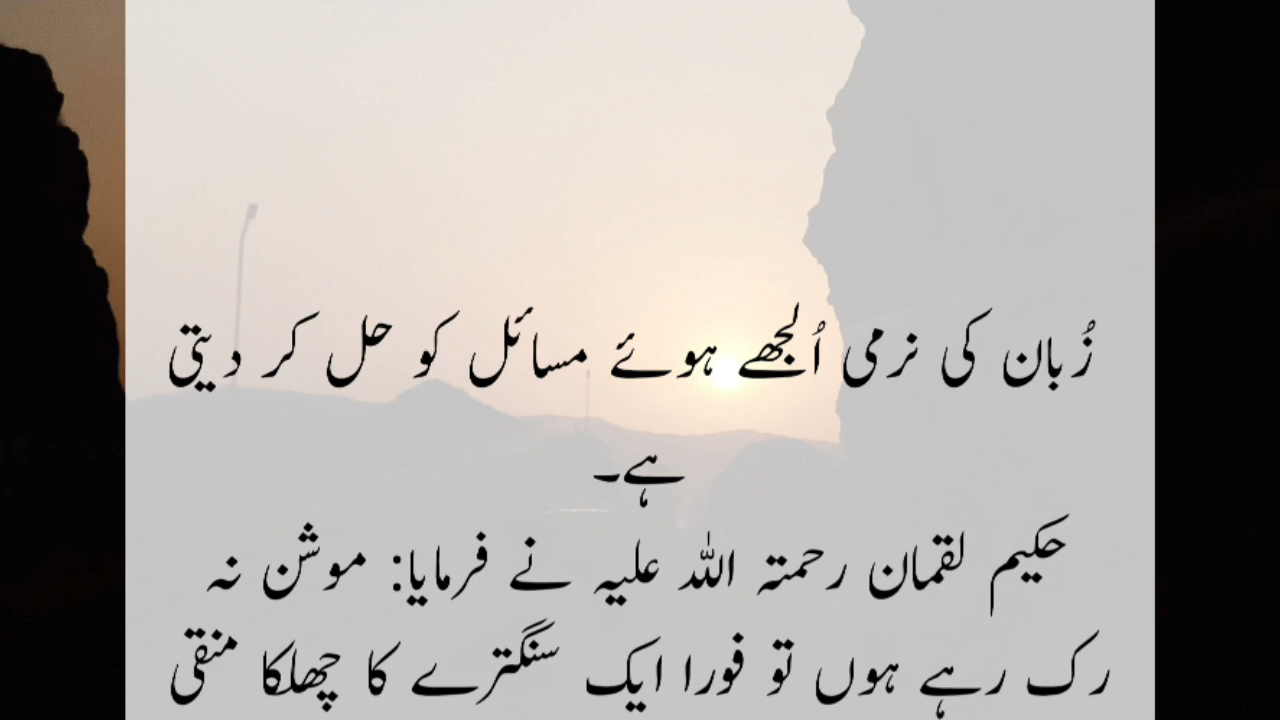 زُبان کی نرمی اُلجھے ہوئے مسائل کو حل کر دیتی
ہے۔
حکیم لقمان رحمتہ اللہ علیہ نے فرمایا: موشن نہ
رک رہے ہوں تو فورا ایک سنگترے کا چھلکا منقی